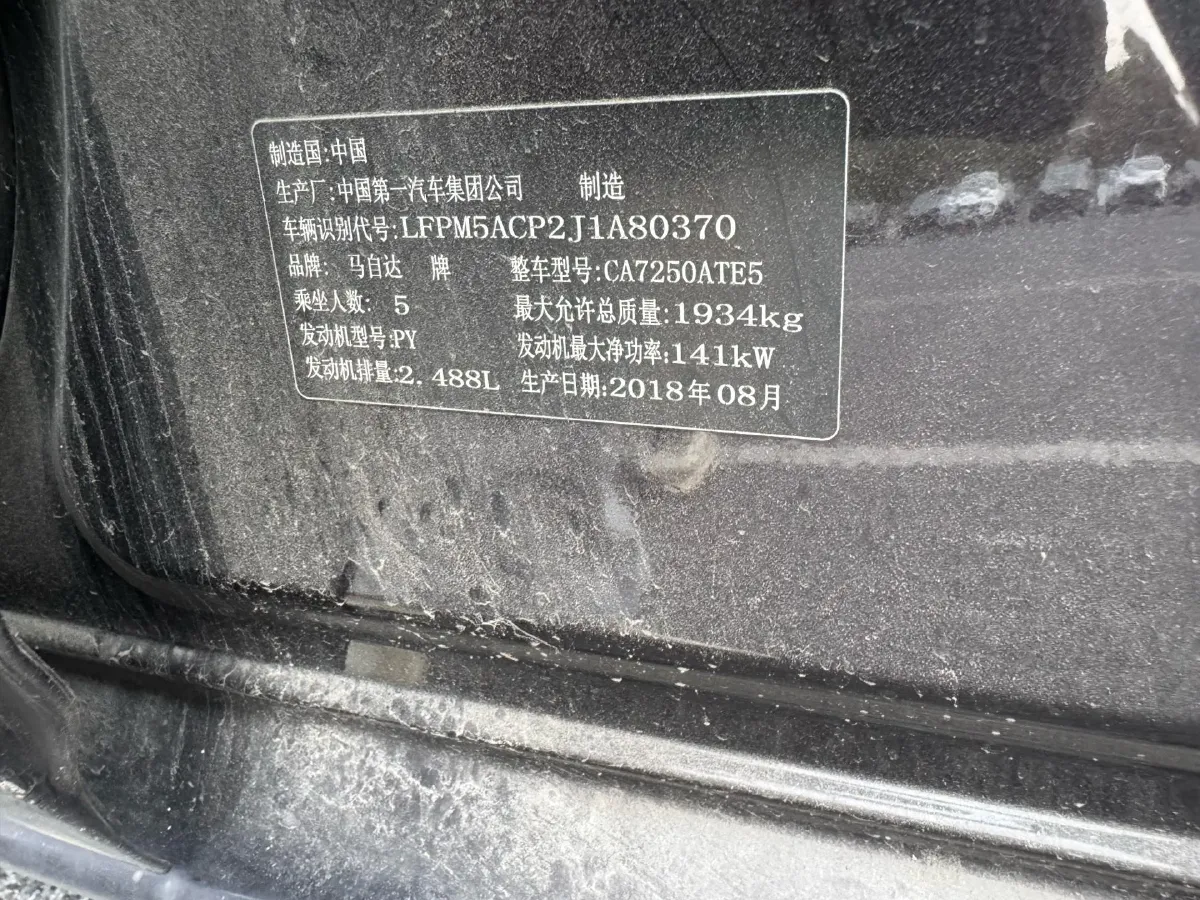 制造国:中国
生产厂:中国第一汽车集团公司 制造
车辆识别代号:LFPM5ACP2J1A80370
品牌: 马自达 牌 整车型号:CA7250ATE5
乘坐人数: 5 最大允许总质量:1934kg
发动机型号:PY 发动机最大净功率:141kW
发动机排量:2.488L 生产日期:2018年08月